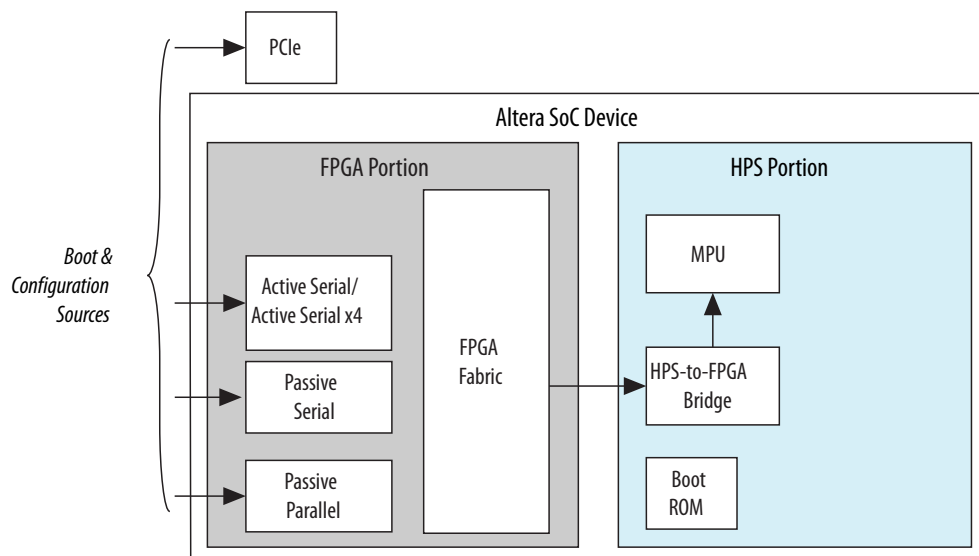 PCIe
Altera SoC Device
FPGA Portion
HPS Portion
Boot &
Configuration
Sources
Active Serial/
Active Serial x4
Passive
Serial
Passive
Parallel
FPGA
Fabric
MPU
HPS-to-FPGA
Bridge
Boot
ROM